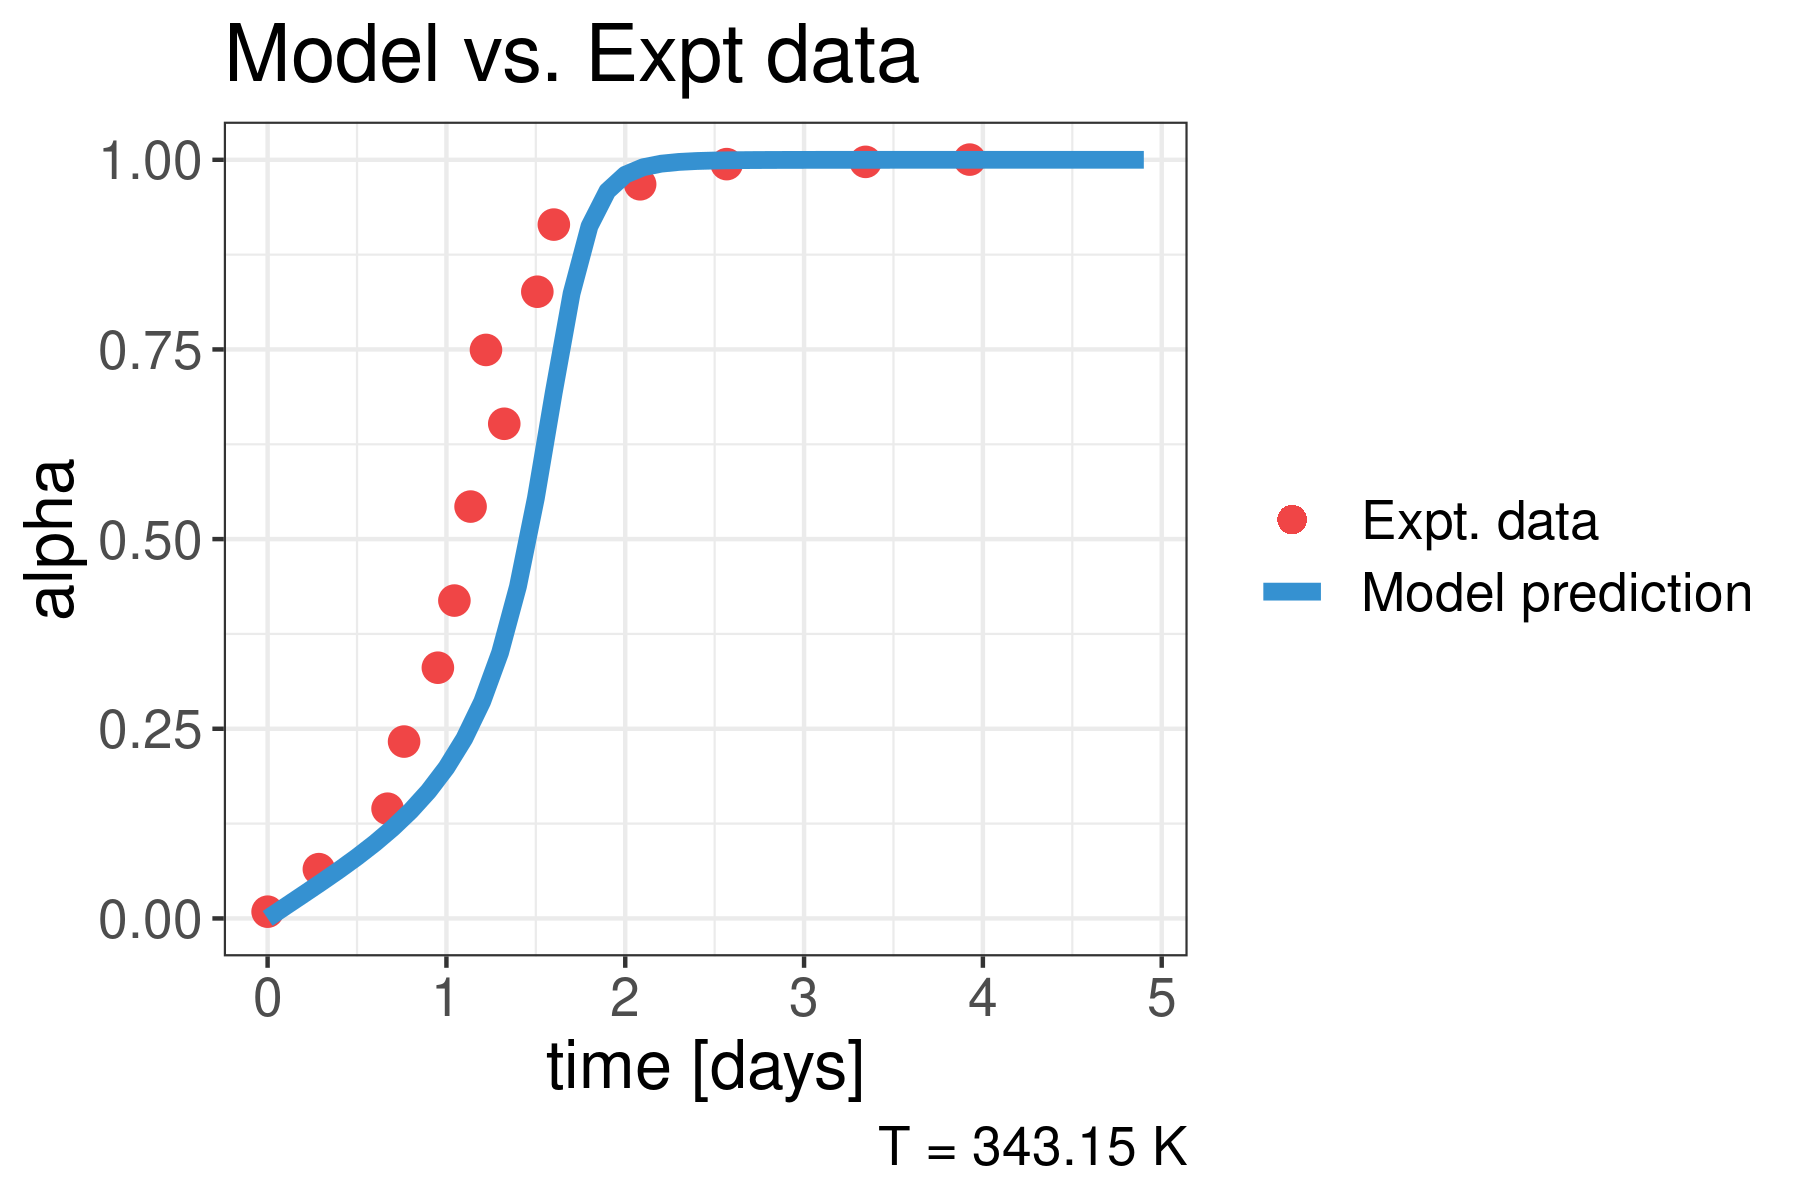 Model vs. Expt data
alpha
1.00
0.75
0.50
0.25
0.00
0 1 2 3 4 5
time [days]
Expt. data
Model prediction
T = 343.15 K